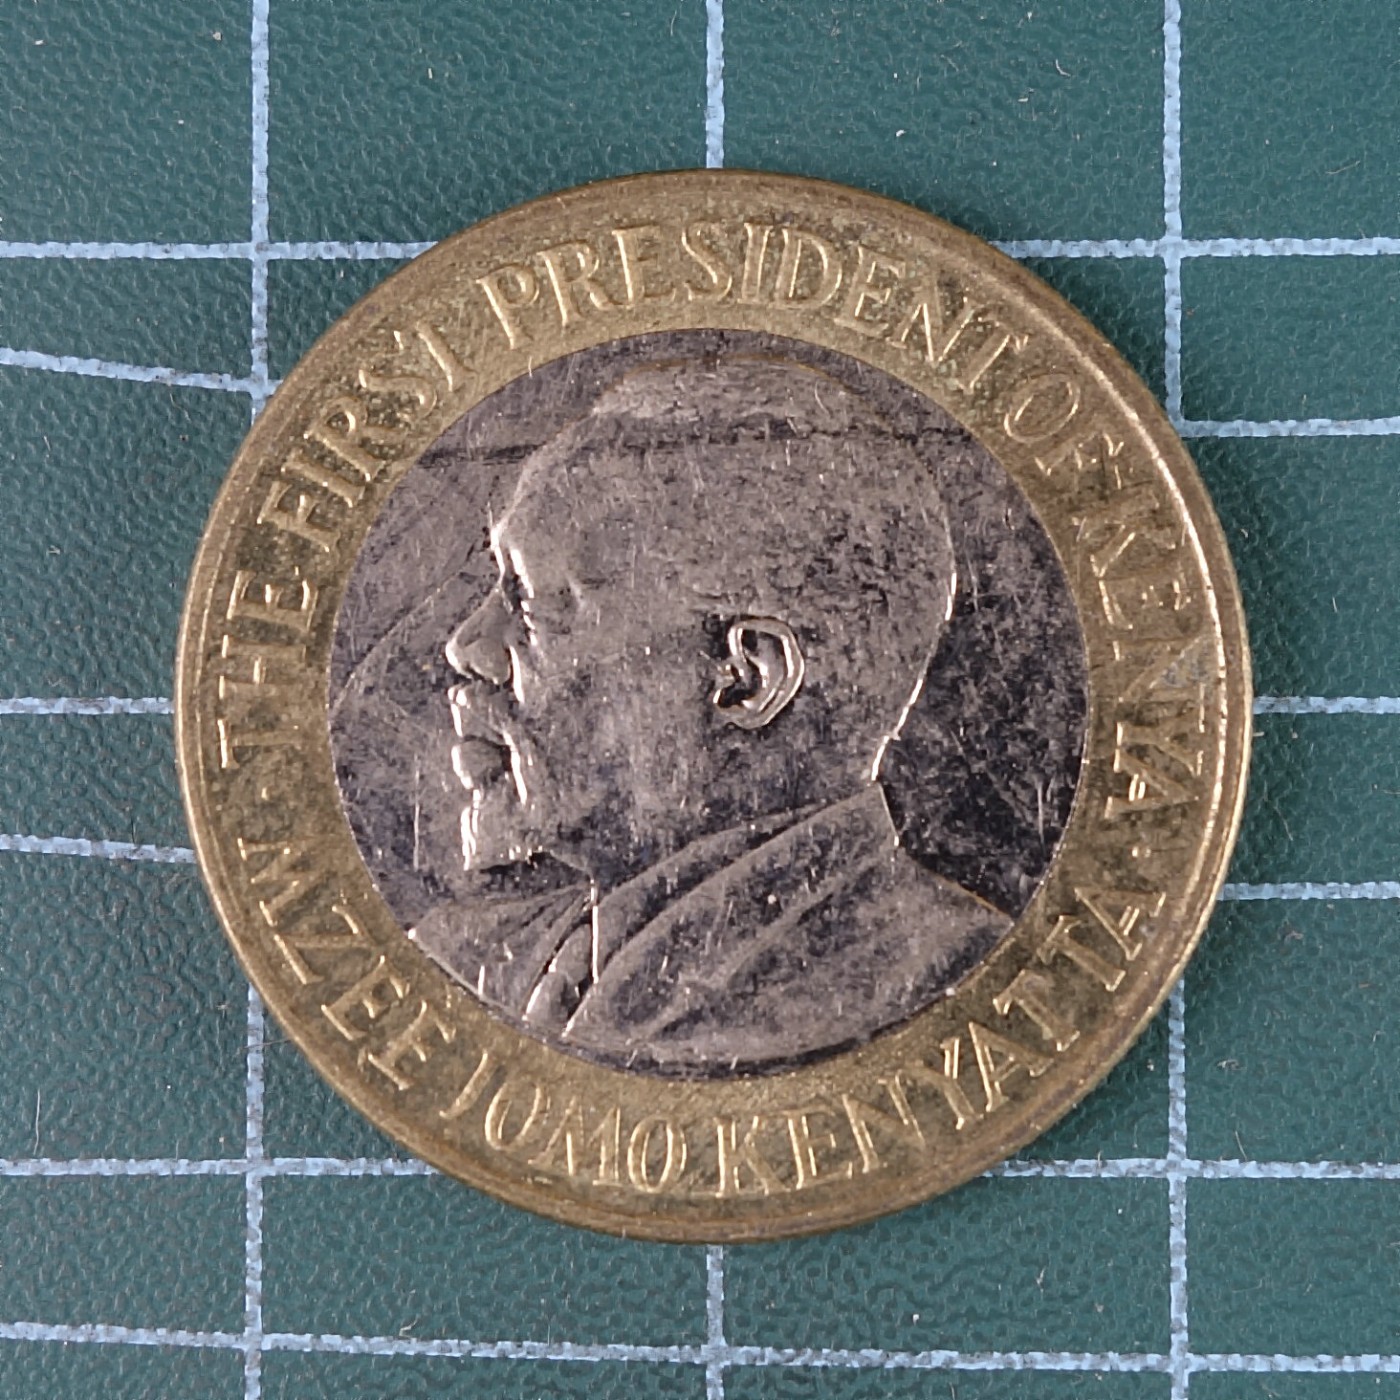 THE FIRST PRESIDENT OF KENYA
MZEE JOMO KENYATTA